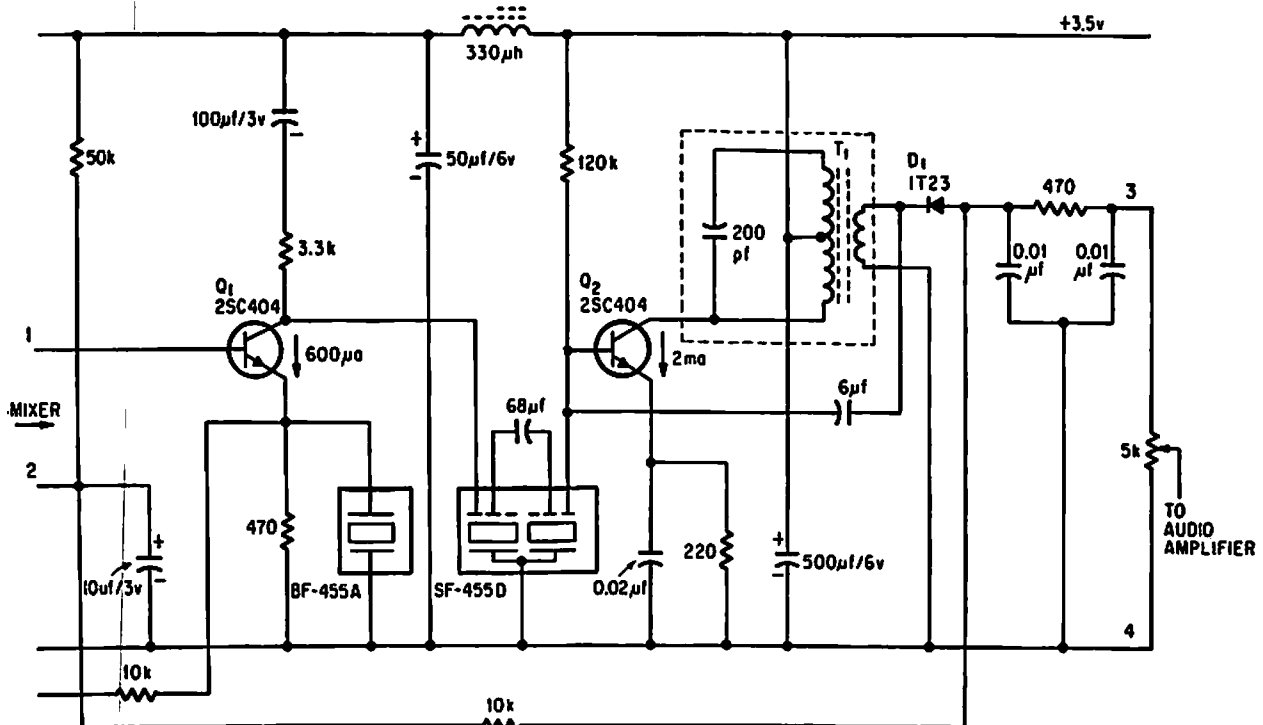 +3.5v
330μh
100μf/3v
-
50k
+
50μf/6v
-
120k
T1
D1
1T23
470
3
200
pf
0.01
μf
0.01
μf
3.3k
Q1
2SC404
Q2
2SC404
1
600μa
2ma
6μf
MIXER
68μf
5k
2
TO
AUDIO
AMPLIFIER
+
10uf/3v
-
470
BF-455A
SF-455D
0.02μf
220
+
500μf/6v
-
4
10k
10k